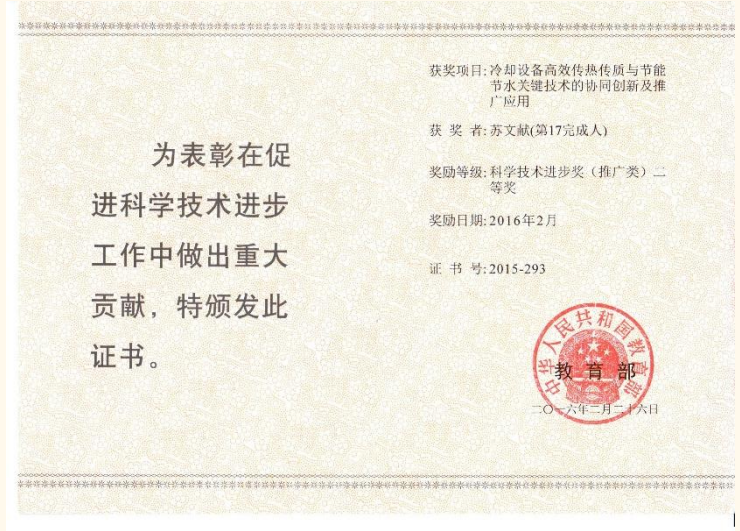 为表彰在促
进科学技术进步
工作中做出重大
贡献，特颁发此
证书。
获奖项目:冷却设备高效传热传质与节能
节水关键技术的协同创新及推
广应用
获 奖 者:苏文献(第17完成人)
奖励等级:科学技术进步奖（推广类）二
等奖
奖励日期:2016年2月
证 书 号:2015-293
中华人民共和国教育部
教 育 部
二〇一六年二月二十六日